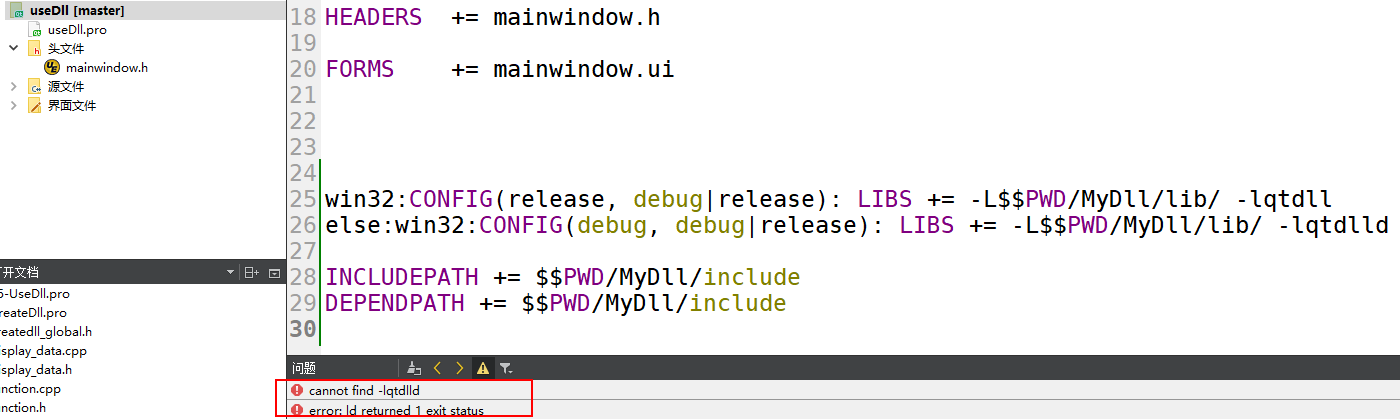 useDll [master]
useDll.pro
头文件
mainwindow.h
源文件
界面文件
18 HEADERS += mainwindow.h
19
20 FORMS += mainwindow.ui
21
22
23
24
25 win32:CONFIG(release, debug|release): LIBS += -L$$PWD/MyDll/lib/ -lqtdll
26 else:win32:CONFIG(debug, debug|release): LIBS += -L$$PWD/MyDll/lib/ -lqtdlld
27
28 INCLUDEPATH += $$PWD/MyDll/include
29 DEPENDPATH += $$PWD/MyDll/include
30
开文档
-UseDll.pro
reateDll.pro
eatedll_global.h
splay_data.cpp
splay_data.h
nction.cpp
nction.h
问题
cannot find -lqtdlld
error: ld returned 1 exit status